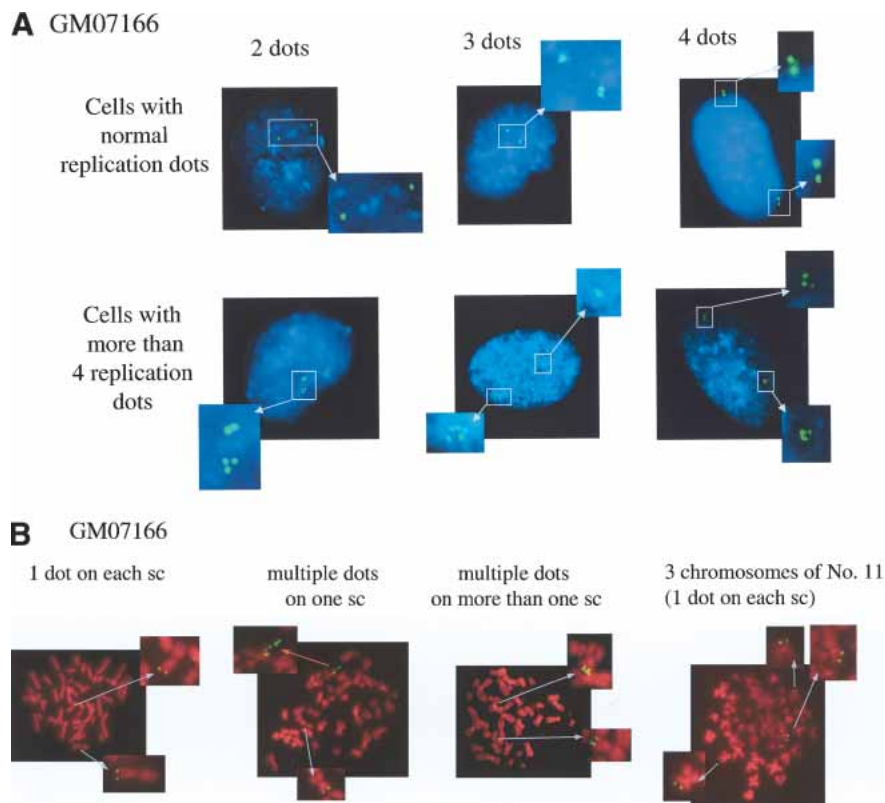 A GM07166
2 dots
3 dots
4 dots
Cells with
normal
replication dots
Cells with
more than
4 replication
dots
B GM07166
1 dot on each sc
multiple dots
on one sc
multiple dots
on more than one sc
3 chromosomes of No. 11
(1 dot on each sc)